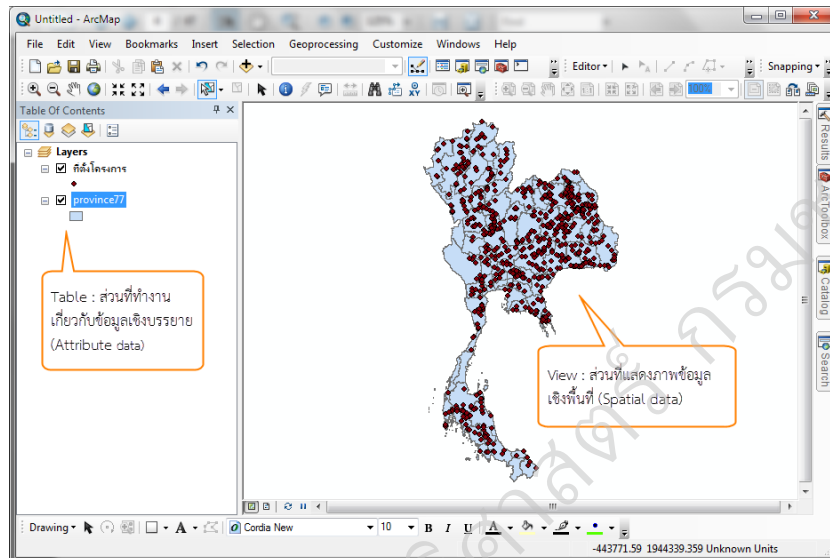 Untitled - ArcMap
File Edit View Bookmarks Insert Selection Geoprocessing Customize Windows Help
Editor
Snapping
100%
Table Of Contents
Layers
ที่ตั้งโครงการ
province77
Table : ส่วนที่ทำงาน
เกี่ยวกับข้อมูลเชิงบรรยาย
(Attribute data)
View : ส่วนที่แสดงภาพข้อมูล
เชิงพื้นที่ (Spatial data)
Results
ArcToolbox
Catalog
Search
Drawing A Cordia New 10 B I U A
-443771.59 1944339.359 Unknown Units